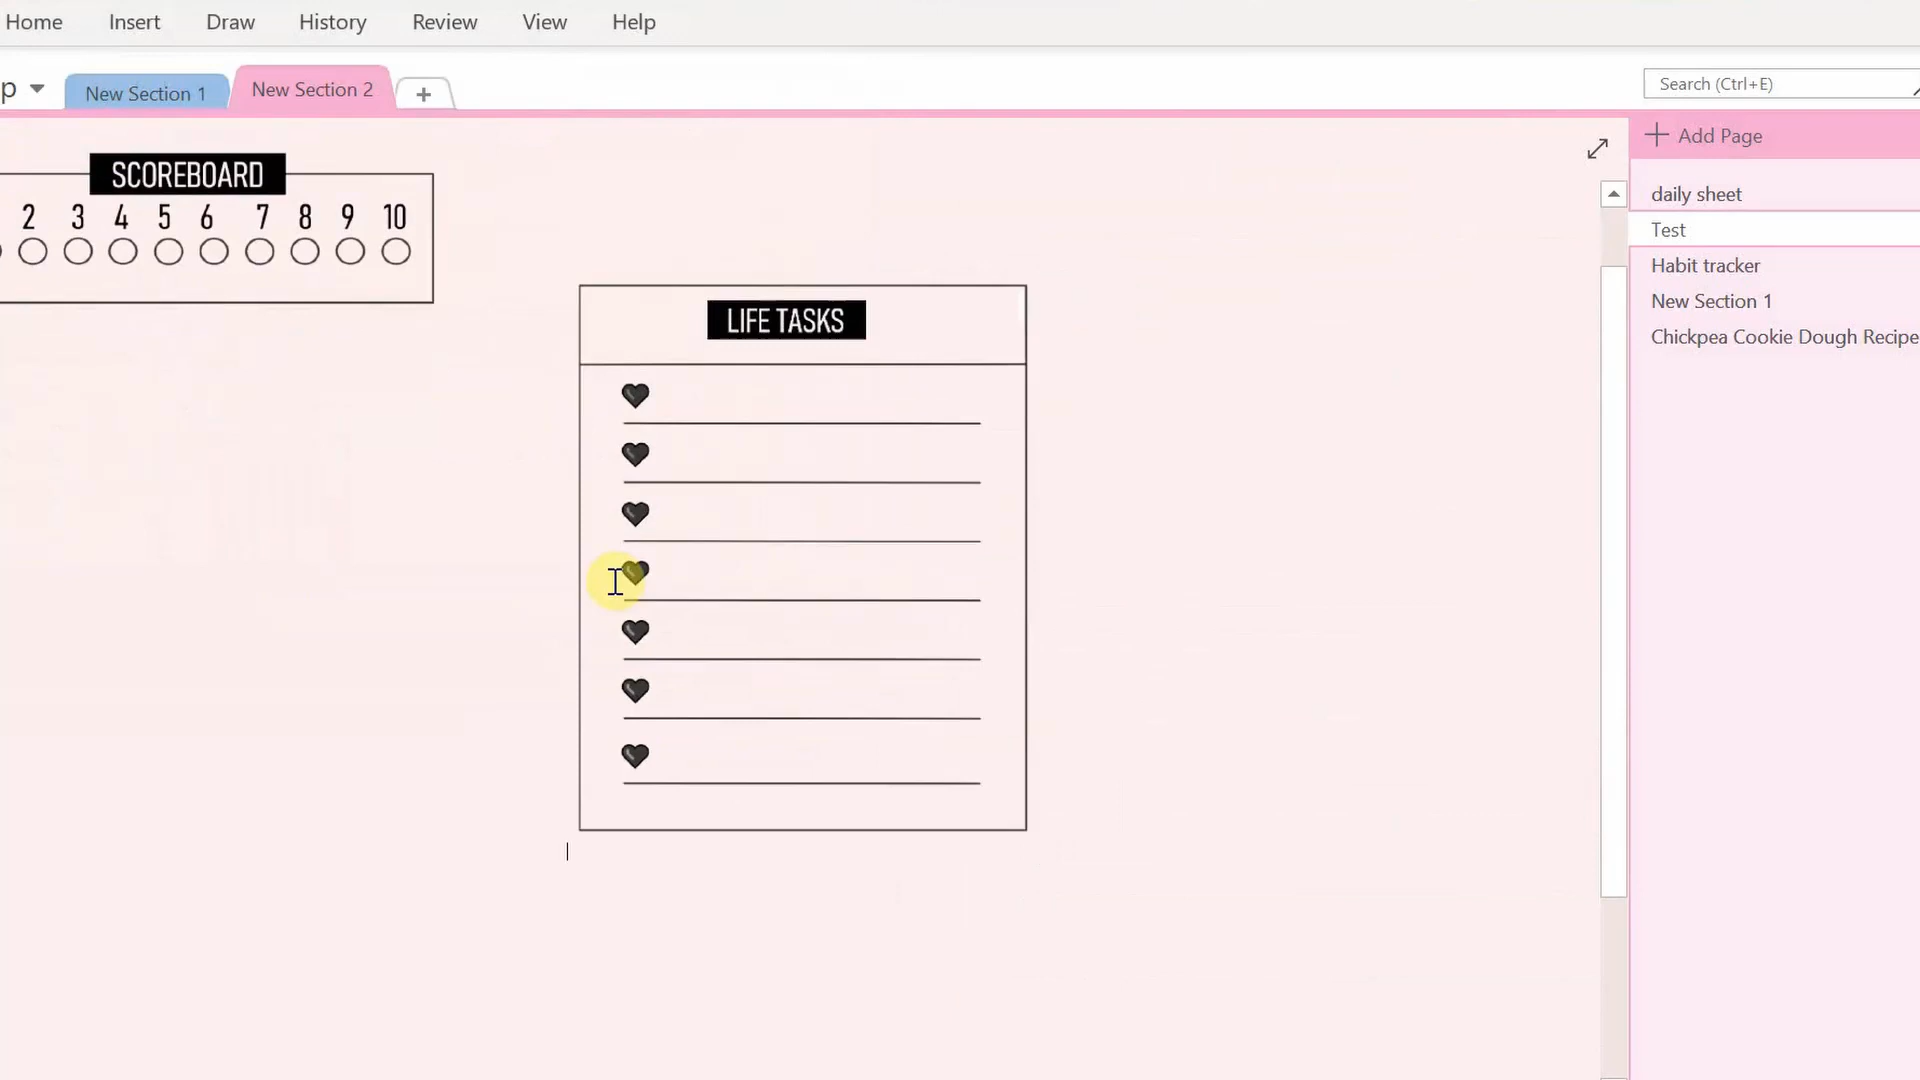 Home Insert Draw History Review View Help
p New Section 1 New Section 2 +
Search (Ctrl+E)
Add Page
daily sheet
Test
Habit tracker
New Section 1
Chickpea Cookie Dough Recipe
SCOREBOARD
2 3 4 5 6 7 8 9 10
LIFE TASKS